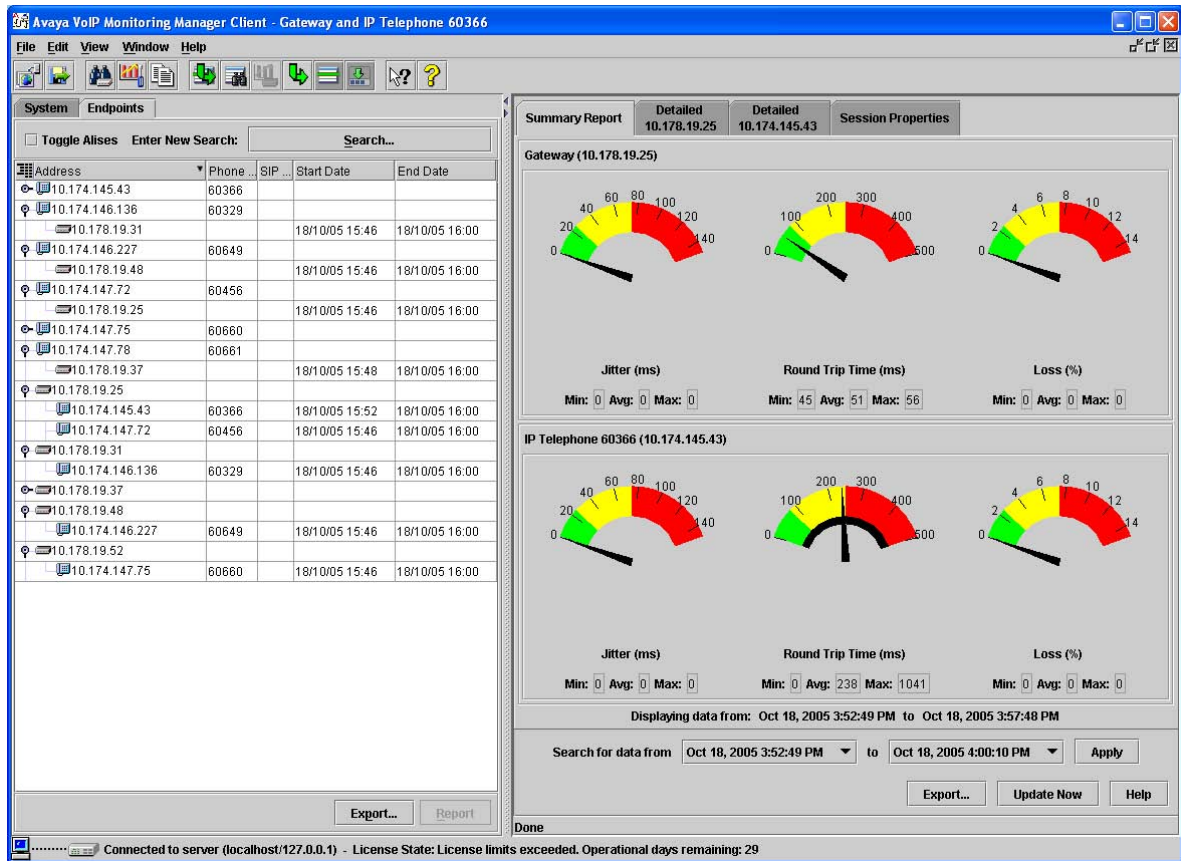 Avaya VoIP Monitoring Manager Client - Gateway and IP Telephone 60366
File Edit View Window Help
System Endpoints
Toggle Alises Enter New Search: Search...
Address Phone ... SIP ... Start Date End Date
10.174.145.43 60366
10.174.146.136 60329
10.178.19.31 18/10/05 15:46 18/10/05 16:00
10.174.146.227 60649
10.178.19.48 18/10/05 15:46 18/10/05 16:00
10.174.147.72 60456
10.178.19.25 18/10/05 15:46 18/10/05 16:00
10.174.147.75 60660
10.174.147.78 60661
10.178.19.37 18/10/05 15:48 18/10/05 16:00
10.178.19.25
10.174.145.43 60366 18/10/05 15:52 18/10/05 16:00
10.174.147.72 60456 18/10/05 15:46 18/10/05 16:00
10.178.19.31
10.174.146.136 60329 18/10/05 15:46 18/10/05 16:00
10.178.19.37
10.178.19.48
10.174.146.227 60649 18/10/05 15:46 18/10/05 16:00
10.178.19.52
10.174.147.75 60660 18/10/05 15:46 18/10/05 16:00
Export... Report
Summary Report Detailed 10.178.19.25 Detailed 10.174.145.43 Session Properties
Gateway (10.178.19.25)
0 20 40 60 80 100 120 140
0 100 200 300 400 500
0 2 4 6 8 10 12 14
Jitter (ms) Round Trip Time (ms) Loss (%)
Min: 0 Avg: 0 Max: 0 Min: 45 Avg: 51 Max: 56 Min: 0 Avg: 0 Max: 0
IP Telephone 60366 (10.174.145.43)
0 20 40 60 80 100 120 140
0 100 200 300 400 500
0 2 4 6 8 10 12 14
Jitter (ms) Round Trip Time (ms) Loss (%)
Min: 0 Avg: 0 Max: 0 Min: 0 Avg: 238 Max: 1041 Min: 0 Avg: 0 Max: 0
Displaying data from: Oct 18, 2005 3:52:49 PM to Oct 18, 2005 3:57:48 PM
Search for data from Oct 18, 2005 3:52:49 PM to Oct 18, 2005 4:00:10 PM Apply
Export... Update Now Help
Done
Connected to server (localhost/127.0.0.1) - License State: License limits exceeded. Operational days remaining: 29